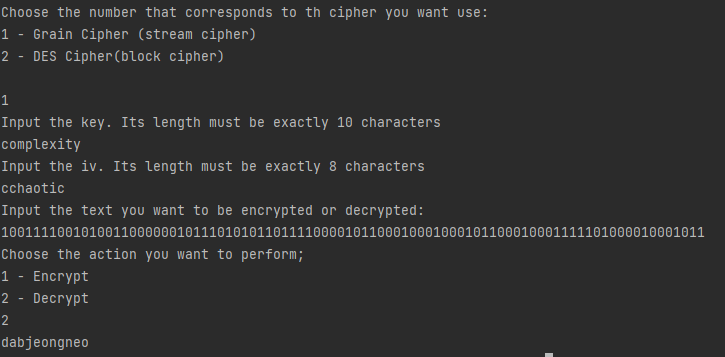 Choose the number that corresponds to th cipher you want use:
1 - Grain Cipher (stream cipher)
2 - DES Cipher(block cipher)
1
Input the key. Its length must be exactly 10 characters
complexity
Input the iv. Its length must be exactly 8 characters
cchaotic
Input the text you want to be encrypted or decrypted:
1001111001010011000000101110101011011110000101100010001000101100010001111101000010001011
Choose the action you want to perform;
1 - Encrypt
2 - Decrypt
2
dabjeongneo